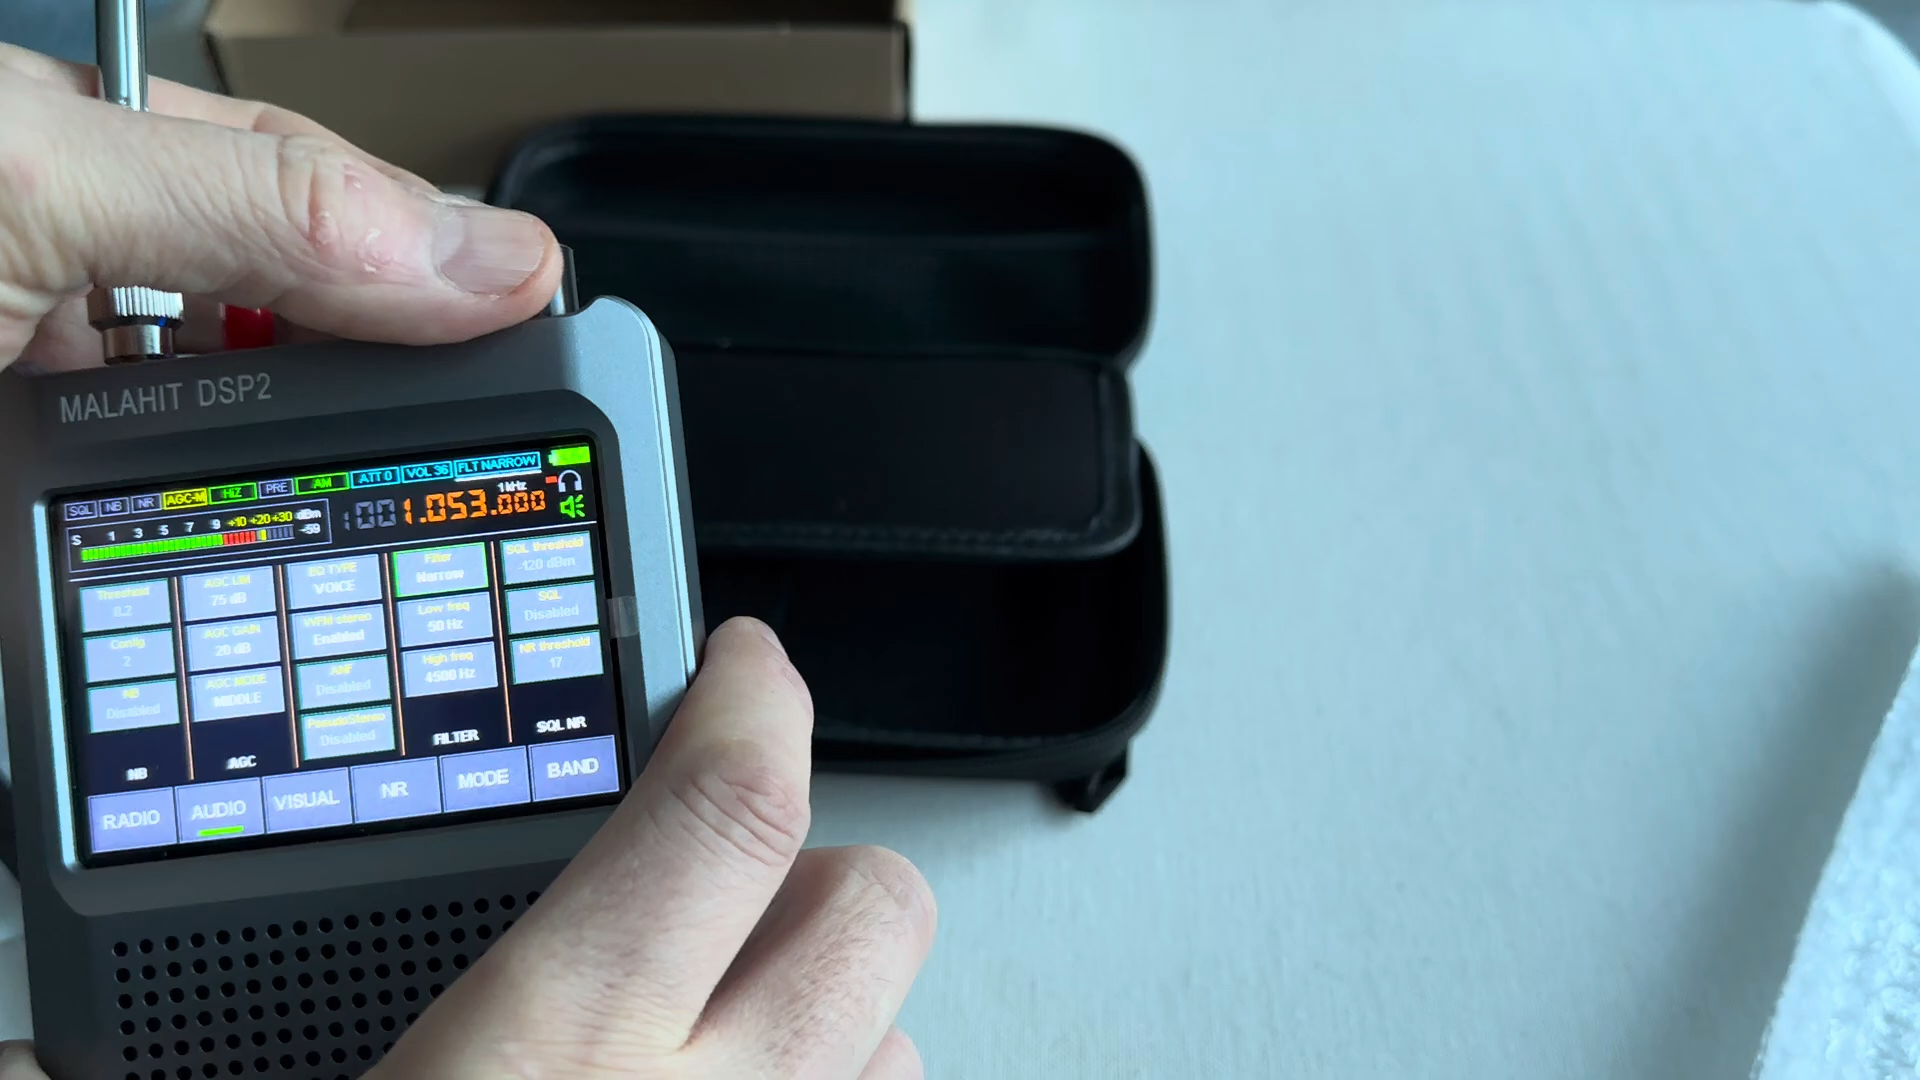 MALAHIT DSP2
SQL NB NR AGC-M HiZ PRE AM ATT 0 VOL 36 FLT NARROW
1kHz
S 1 3 5 7 9 +10 +20 +30 dBm
-59
1.053.000
Threshold
0.2
Config
2
NB
Disabled
NB
AGC LIM
75 dB
AGC GAIN
20 dB
AGC MODE
MIDDLE
AGC
EQ TYPE
VOICE
WFM stereo
Enabled
ANF
Disabled
PseudoStereo
Disabled
Filter
Narrow
Low freq
50 Hz
High freq
4500 Hz
FILTER
SQL threshold
-120 dBm
SQL
Disabled
NR threshold
17
SQL NR
RADIO AUDIO VISUAL NR MODE BAND